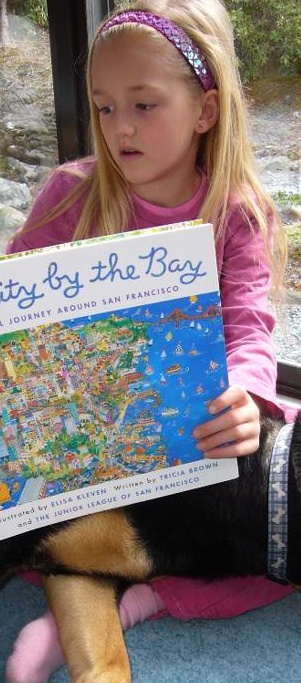 ity by the Bay
JOURNEY AROUND SAN FRANCISCO
ustrated by ELISA KLEVEN Written by TRICIA BROWN
and THE JUNIOR LEAGUE OF SAN FRANCISCO